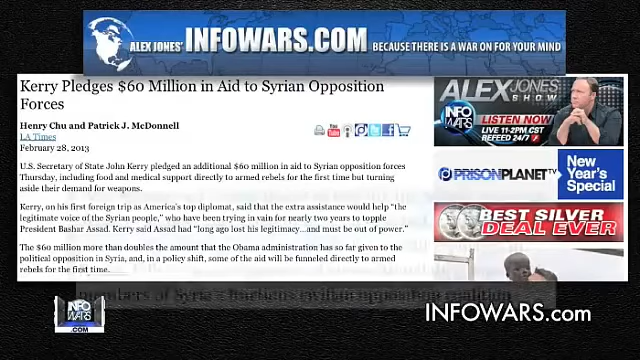 ALEX JONES' INFOWARS.COM BECAUSE THERE IS A WAR ON FOR YOUR MIND
Kerry Pledges $60 Million in Aid to Syrian Opposition
Forces
Henry Chu and Patrick J. McDonnell
LA Times
February 28, 2013
U.S. Secretary of State John Kerry pledged an additional $60 million in aid to Syrian opposition forces
Thursday, including food and medical support directly to armed rebels for the first time but turning
aside their demand for weapons.
Kerry, on his first foreign trip as America's top diplomat, said that the extra assistance would help "the
legitimate voice of the Syrian people," who have been trying in vain for nearly two years to topple
President Bashar Assad. Kerry said Assad had "long ago lost his legitimacy...and must be out of power."
The $60 million more than doubles the amount that the Obama administration has so far given to the
political opposition in Syria, and, in a policy shift, some of the aid will be funneled directly to armed
rebels for the first time.
ALEX JONES
SHOW
INFO
WARS
LISTEN NOW
LIVE 11-2PM CST
REFEED 24/7
PRISONPLANET TV
New
Year's
Special
BEST SILVER
DEAL EVER
members of Syria's fractious civilian opposition coalition
INFO
WARS
.COM
INFOWARS.com